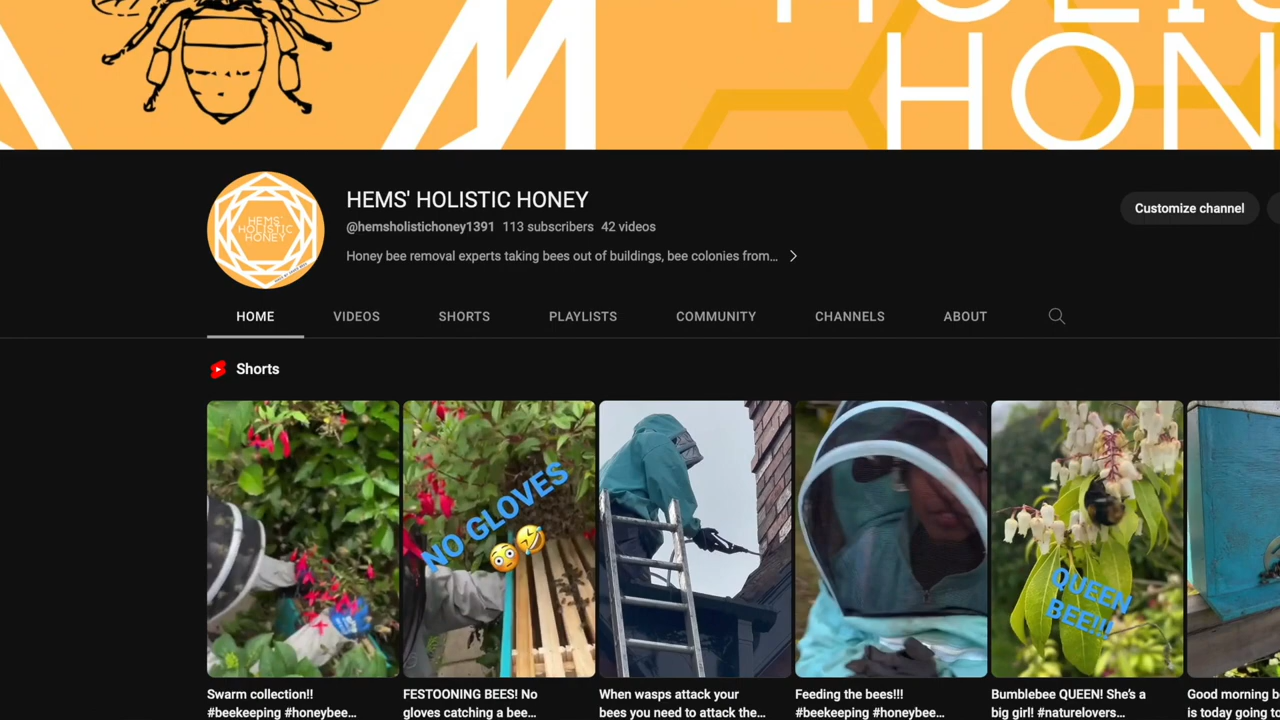 HOLIS
HON
HEMS'
HOLISTIC
HONEY
HEMS' HOLISTIC HONEY
@hemsholistichoney1391 113 subscribers 42 videos
Honey bee removal experts taking bees out of buildings, bee colonies from...
Customize channel
HOME VIDEOS SHORTS PLAYLISTS COMMUNITY CHANNELS ABOUT
Shorts
NO GLOVES
QUEEN
BEE!!!
Swarm collection!!
#beekeeping #honeybee...
FESTOONING BEES! No
gloves catching a bee...
When wasps attack your
bees you need to attack the...
Feeding the bees!!!
#beekeeping #honeybee...
Bumblebee QUEEN! She's a
big girl! #naturelovers...
Good morning b
is today going to